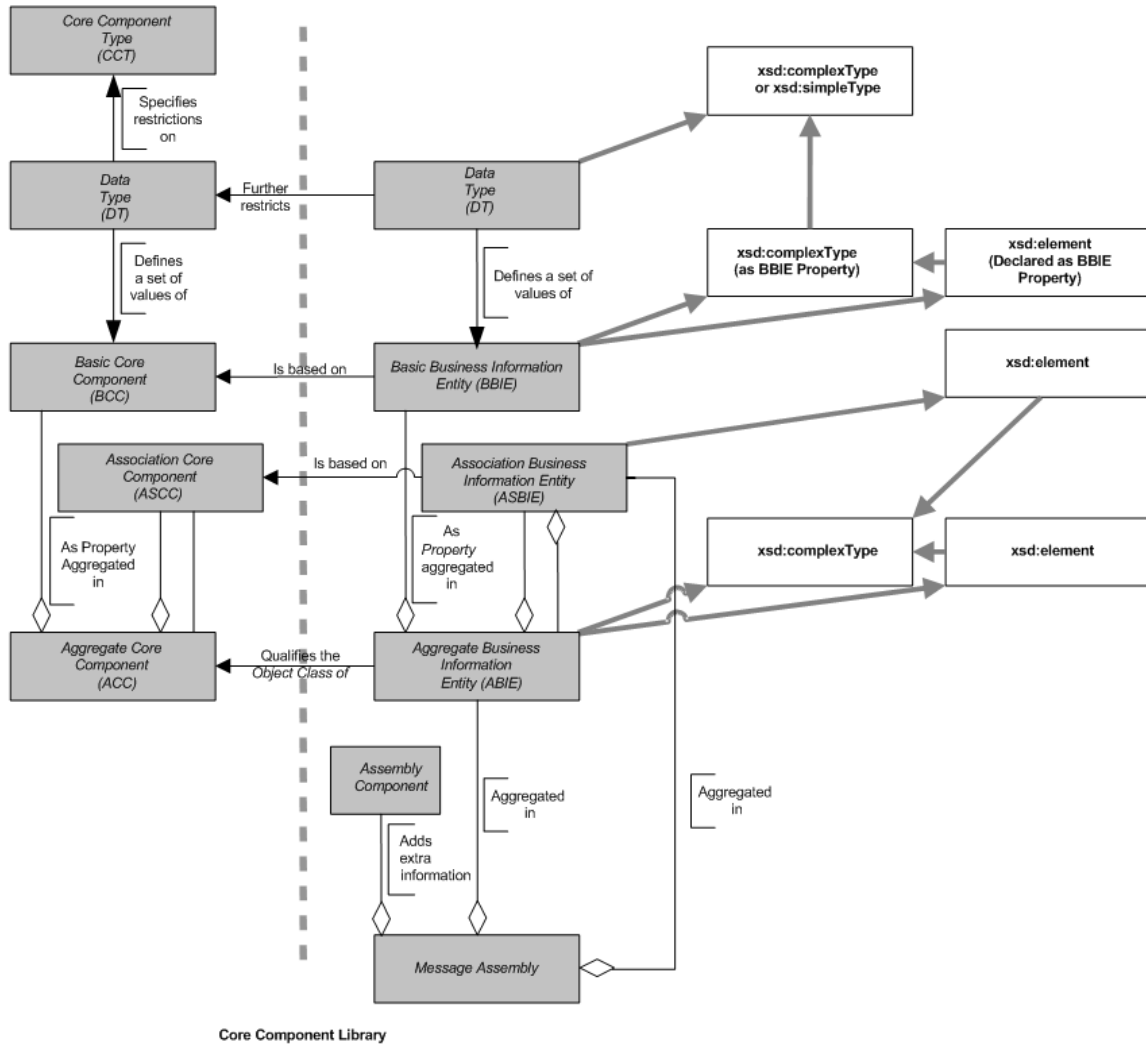 Core Component
Type
(CCT)
xsd:complexType
or xsd:simpleType
Specifies
restrictions
on
Data
Type
(DT)
Further
restricts
Data
Type
(DT)
xsd:complexType
(as BBIE Property)
xsd:element
(Declared as BBIE
Property)
Defines
a set of
values of
Defines a set of
values of
Basic Core
Component
(BCC)
Is based on
Basic Business Information
Entity (BBIE)
xsd:element
Association Core
Component
(ASCC)
Is based on
Association Business
Information Entity
(ASBIE)
As Property
Aggregated
in
As
Property
aggregated
in
xsd:complexType
xsd:element
Aggregate Core
Component
(ACC)
Qualifies the
Object Class of
Aggregate Business
Information
Entity (ABIE)
Assembly
Component
Aggregated
in
Aggregated
in
Adds
extra
information
Message Assembly
Core Component Library